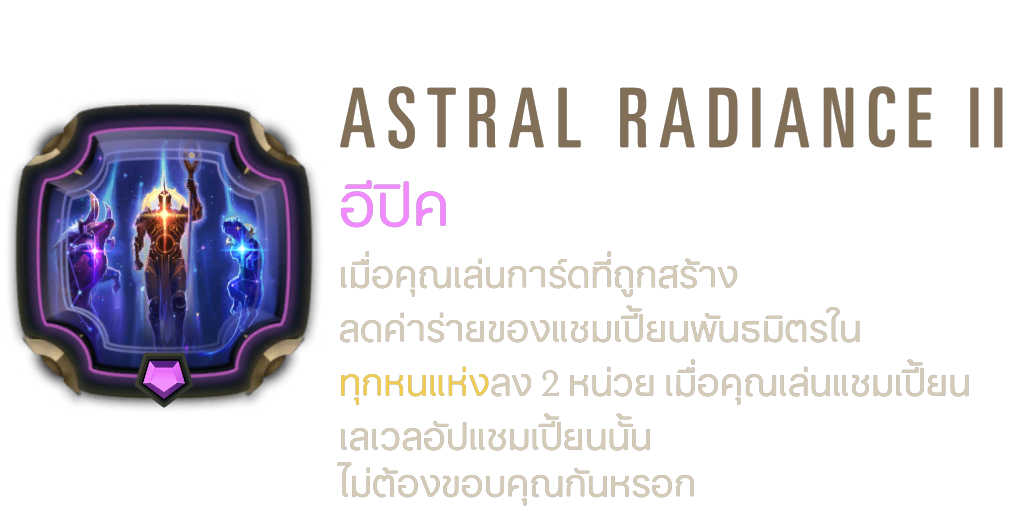 ASTRAL RADIANCE II
อีปิค
เมื่อคุณเล่นการ์ดที่ถูกสร้าง
ลดค่าร่ายของแชมเปี้ยนพันธมิตรใน
ทุกหนแห่งลง 2 หน่วย เมื่อคุณเล่นแชมเปี้ยน
เลเวลอัปแชมเปี้ยนนั้น
ไม่ต้องขอบคุณกันหรอก